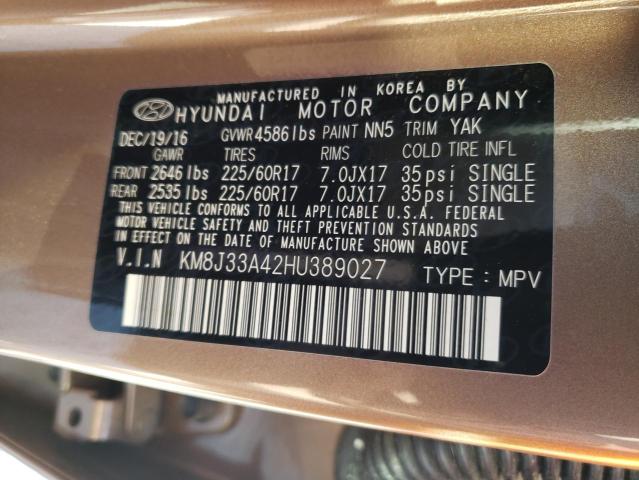 MANUFACTURED IN KOREA BY
HYUNDAI MOTOR COMPANY
DEC/19/16 GVWR 4586 lbs PAINT NN5 TRIM YAK
GAWR TIRES RIMS COLD TIRE INFL
FRONT 2646 lbs 225/60R17 7.0JX17 35psi SINGLE
REAR 2535 lbs 225/60R17 7.0JX17 35psi SINGLE
THIS VEHICLE CONFORMS TO ALL APPLICABLE U.S.A. FEDERAL
MOTOR VEHICLE SAFETY AND THEFT PREVENTION STANDARDS
IN EFFECT ON THE DATE OF MANUFACTURE SHOWN ABOVE.
V.I.N KM8J33A42HU389027 TYPE : MPV